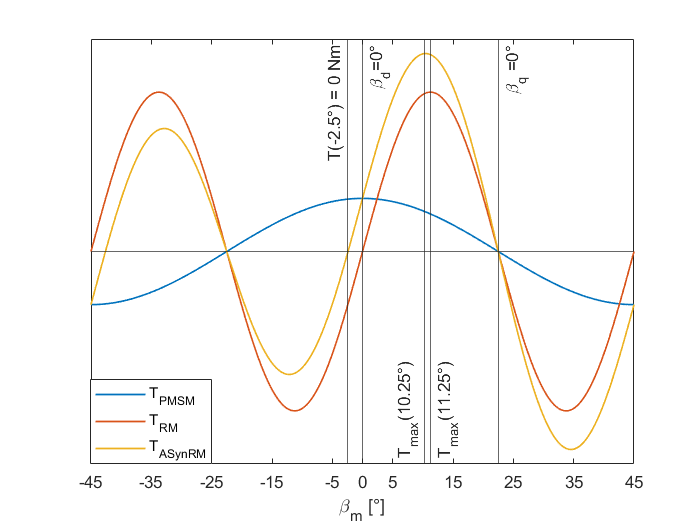 T(-2.5°) = 0 Nm
β_d=0°
β_q =0°
T_max(10.25°)
T_max(11.25°)
T_PMSM
T_RM
T_ASynRM
-45 -35 -25 -15 -5 0 5 15 25 35 45
β_m [°]